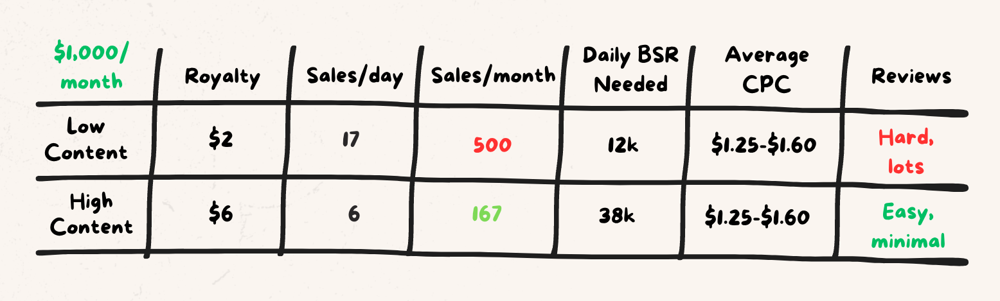 $1,000/
month
Royalty
Sales/day
Sales/month
Daily BSR
Needed
Average
CPC
Reviews
Low
Content
$2
17
500
12k
$1.25-$1.60
Hard,
lots
High
Content
$6
6
167
38k
$1.25-$1.60
Easy,
minimal